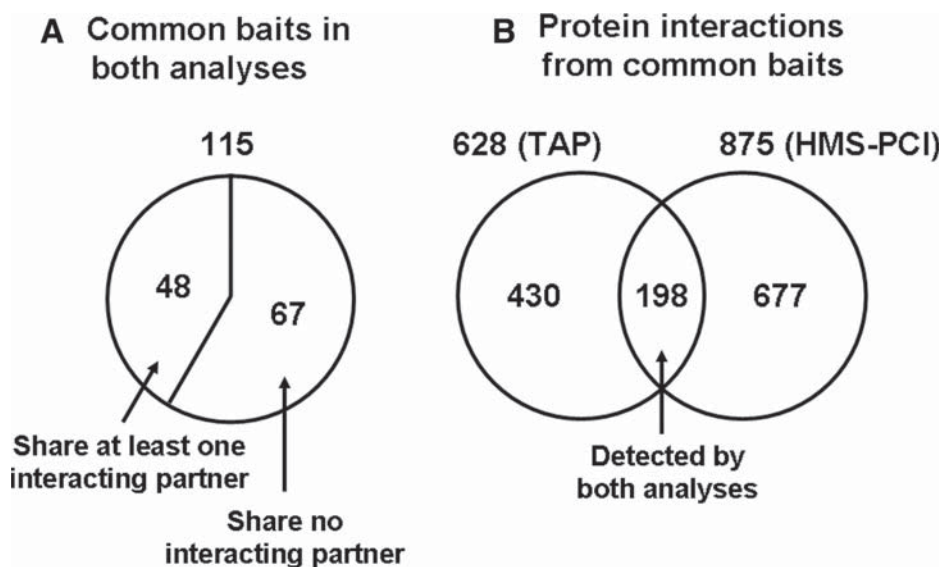 A Common baits in
both analyses
115
48
67
Share at least one
interacting partner
Share no
interacting partner
B Protein interactions
from common baits
628 (TAP)
875 (HMS-PCI)
430
198
677
Detected by
both analyses